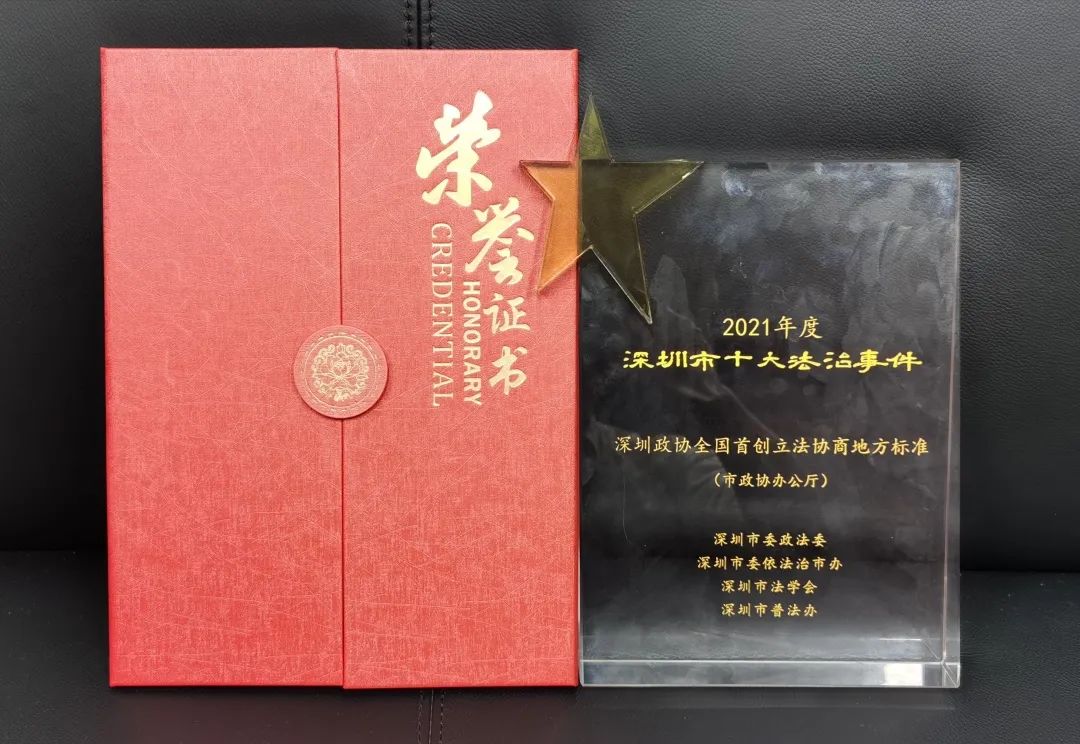 荣誉证书
HONORARY
CREDENTIAL
2021年度
深圳市十大法治事件
深圳政协全国首创立法协商地方标准
（市政协办公厅）
深圳市委政法委
深圳市委依法治市办
深圳市法学会
深圳市普法办